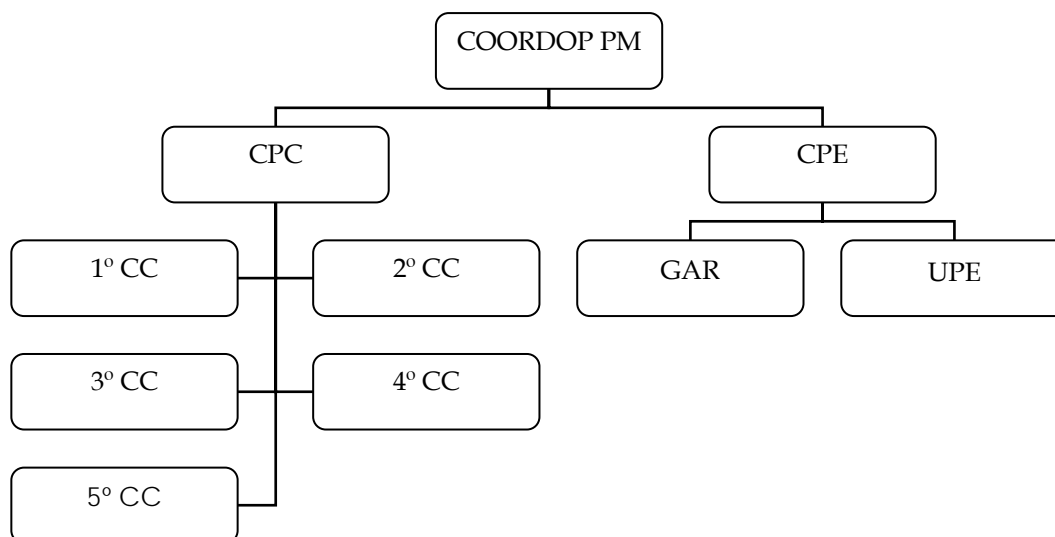 COORDOP PM
CPC
CPE
1º CC
2º CC
GAR
UPE
3º CC
4º CC
5º CC